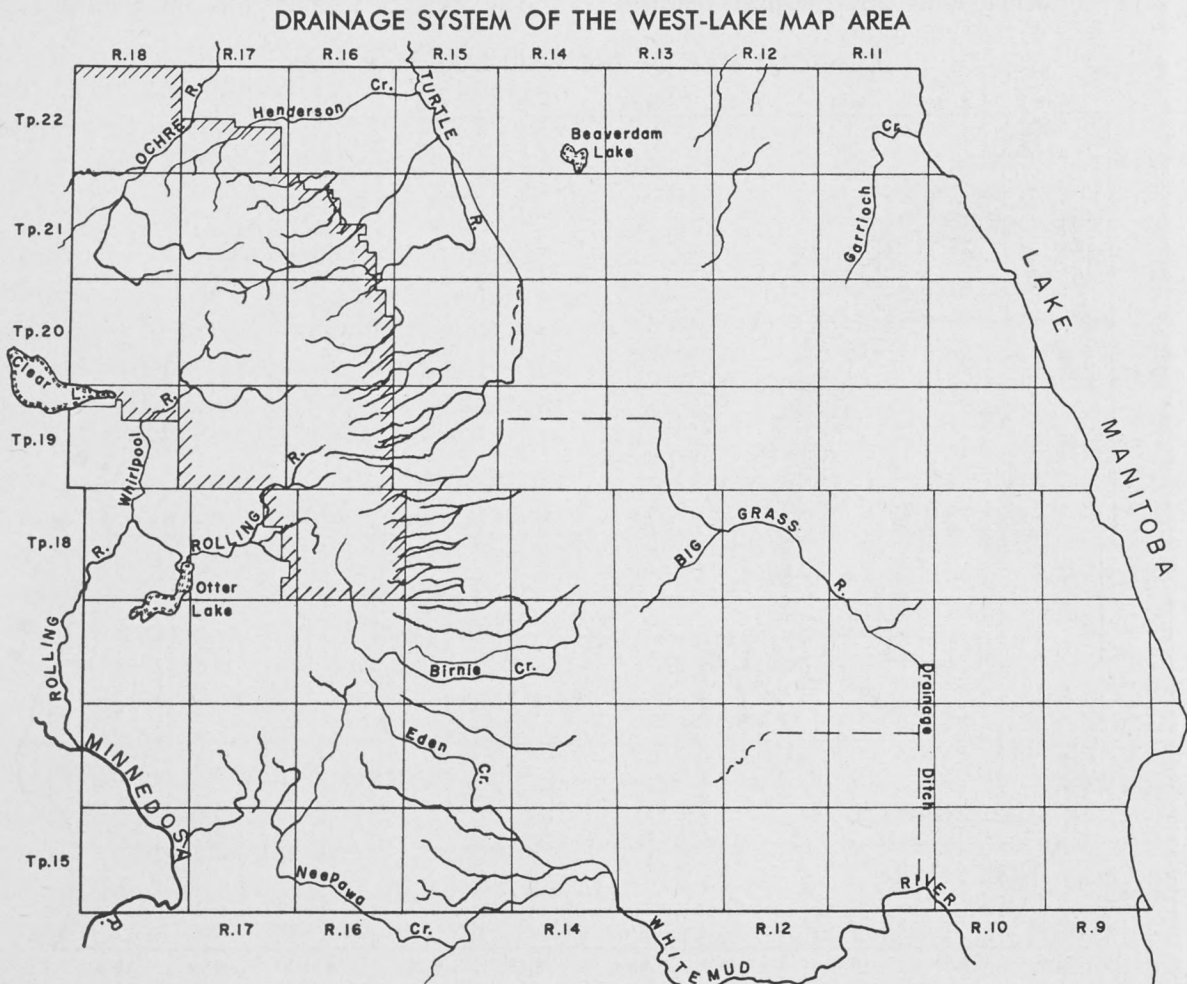 DRAINAGE SYSTEM OF THE WEST-LAKE MAP AREA
R.18 R.17 R.16 R.15 R.14 R.13 R.12 R.11
Tp.22
OCHRE R.
Henderson Cr.
TURTLE R.
Beaverdam
Lake
Garrioch Cr.
Tp.21
LAKE MANITOBA
Tp.20
Clear L.
Tp.19
Whirlpool R.
ROLLING R.
Tp.18
ROLLING R.
Otter
Lake
BIG GRASS R.
Birnie Cr.
Drainage Ditch
Eden Cr.
MINNEDOSA R.
Tp.15
Neepawa Cr.
WHITEMUD RIVER
R.17 R.16 R.14 R.12 R.10 R.9